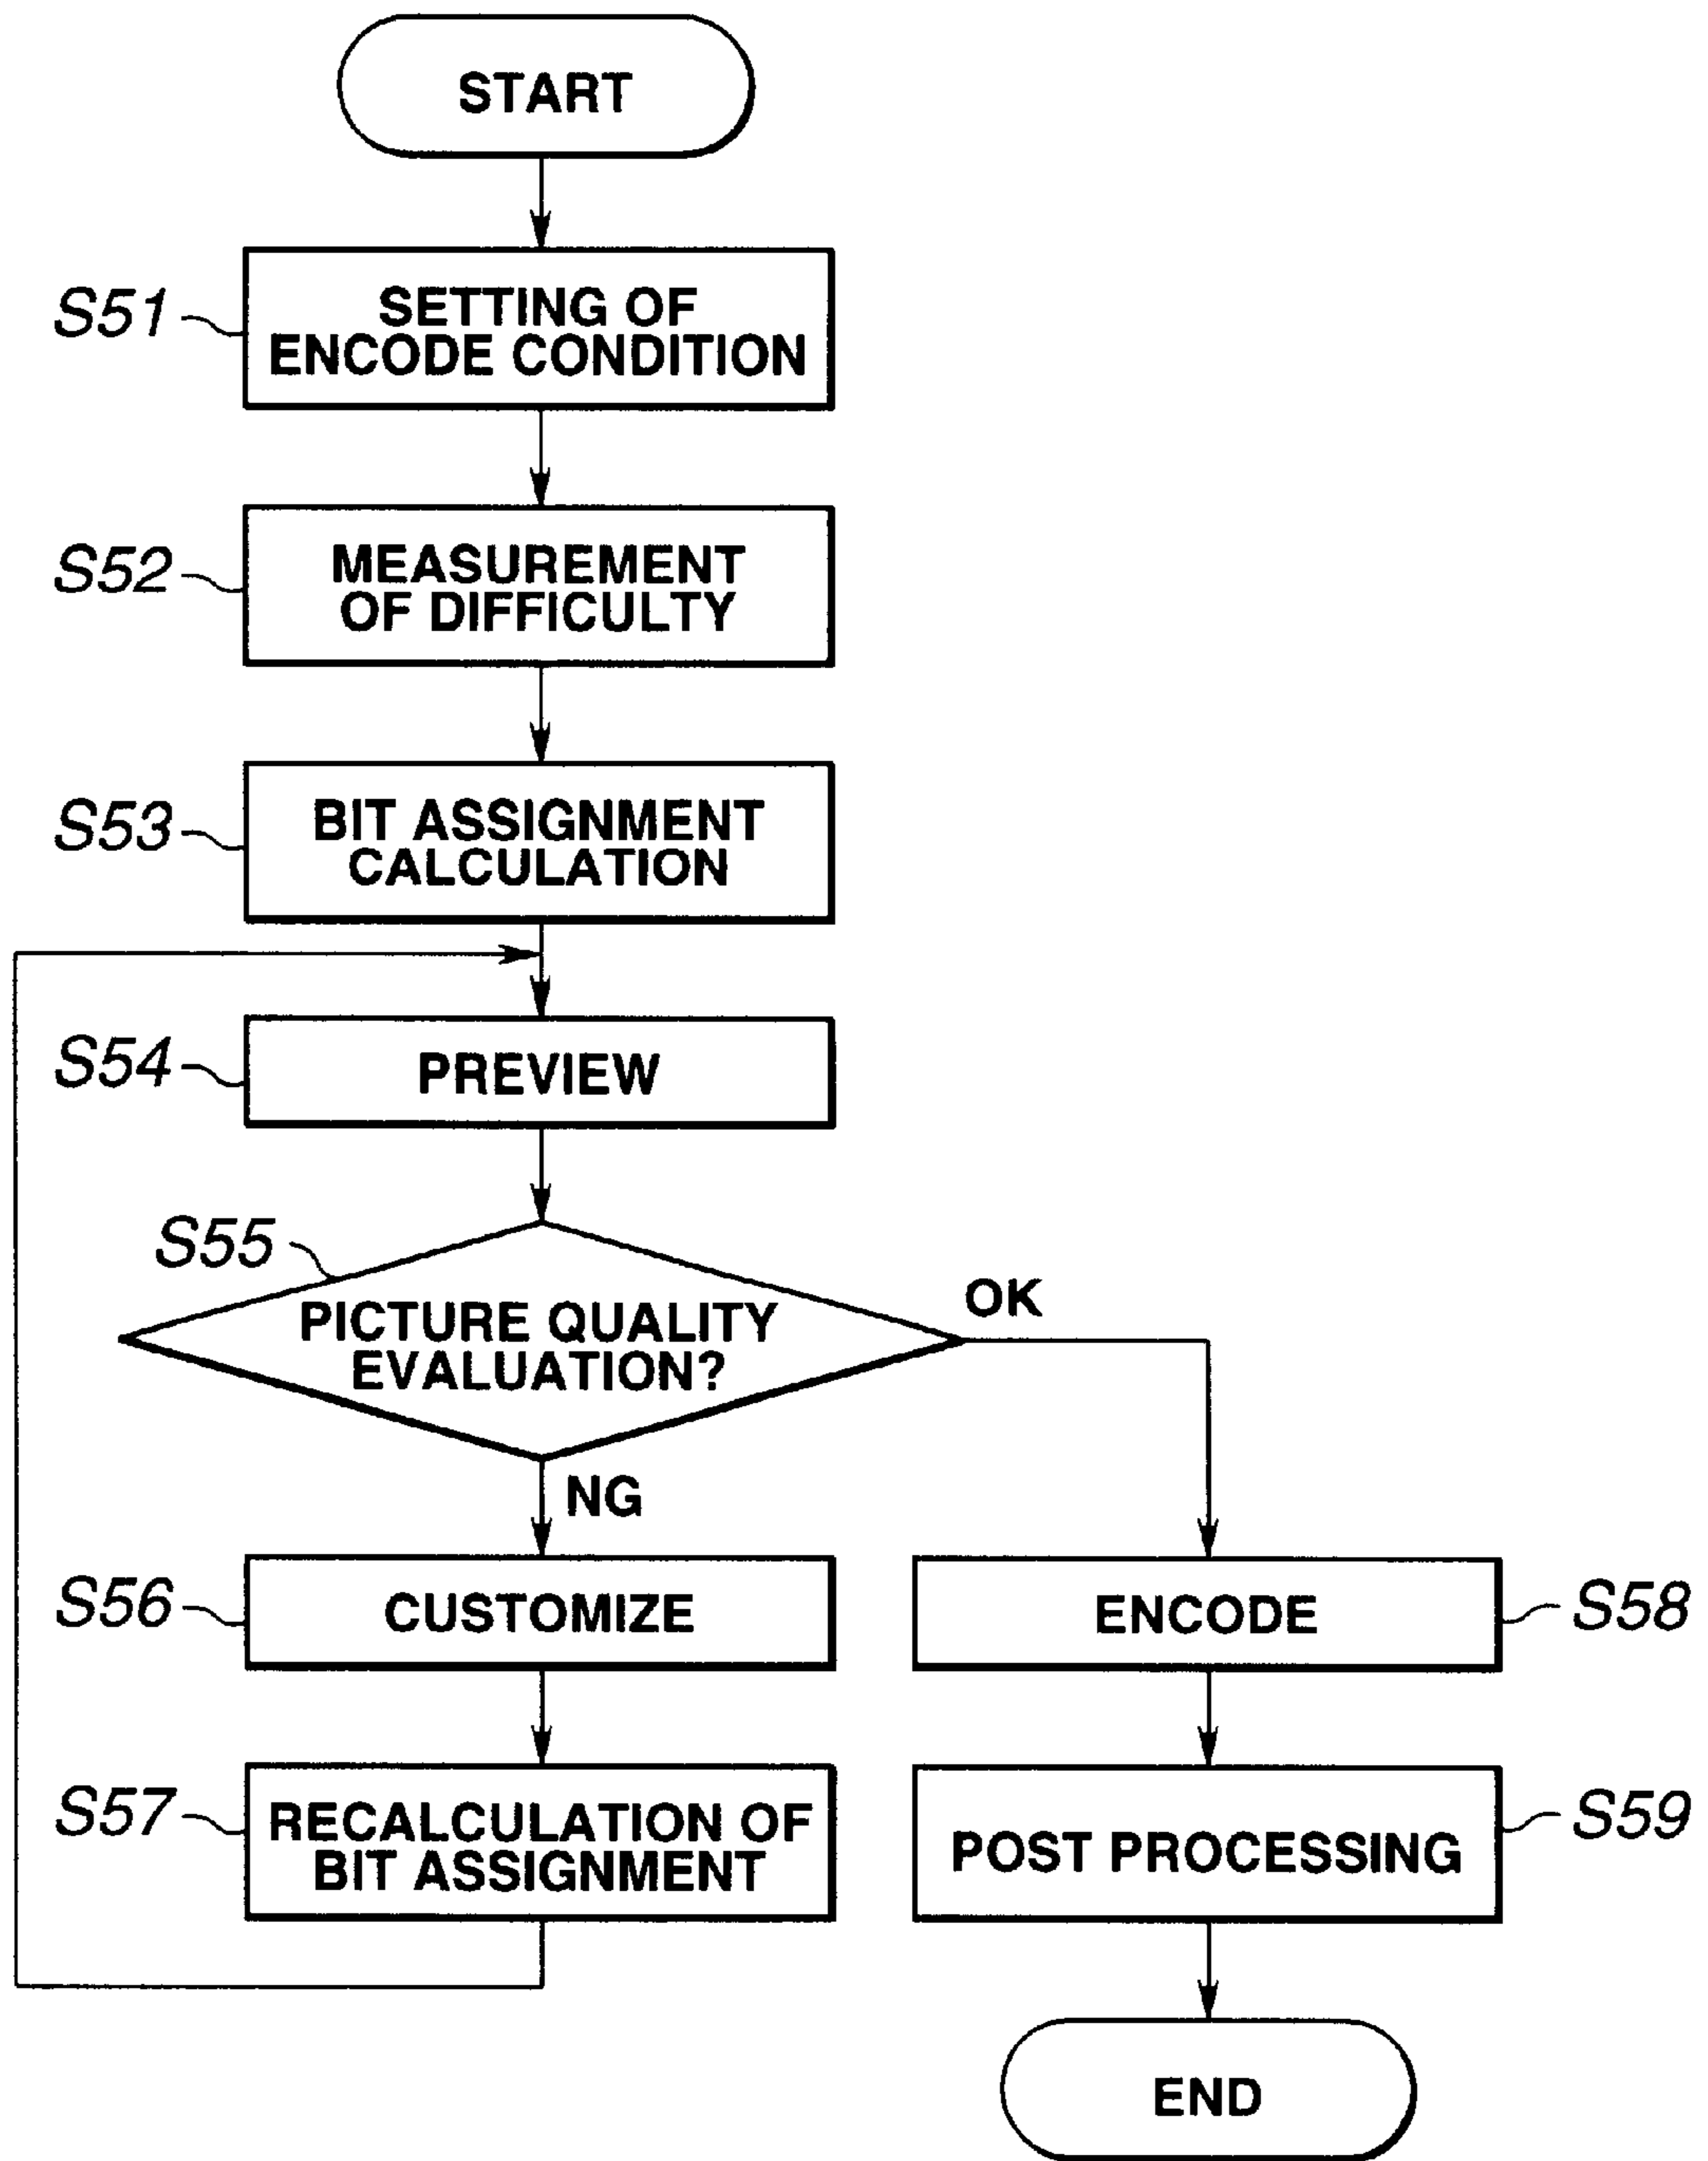 START
S51
SETTING OF
ENCODE CONDITION
S52
MEASUREMENT
OF DIFFICULTY
S53
BIT ASSIGNMENT
CALCULATION
S54
PREVIEW
S55
PICTURE QUALITY
EVALUATION?
OK
NG
S56
CUSTOMIZE
S57
RECALCULATION OF
BIT ASSIGNMENT
ENCODE
S58
POST PROCESSING
S59
END